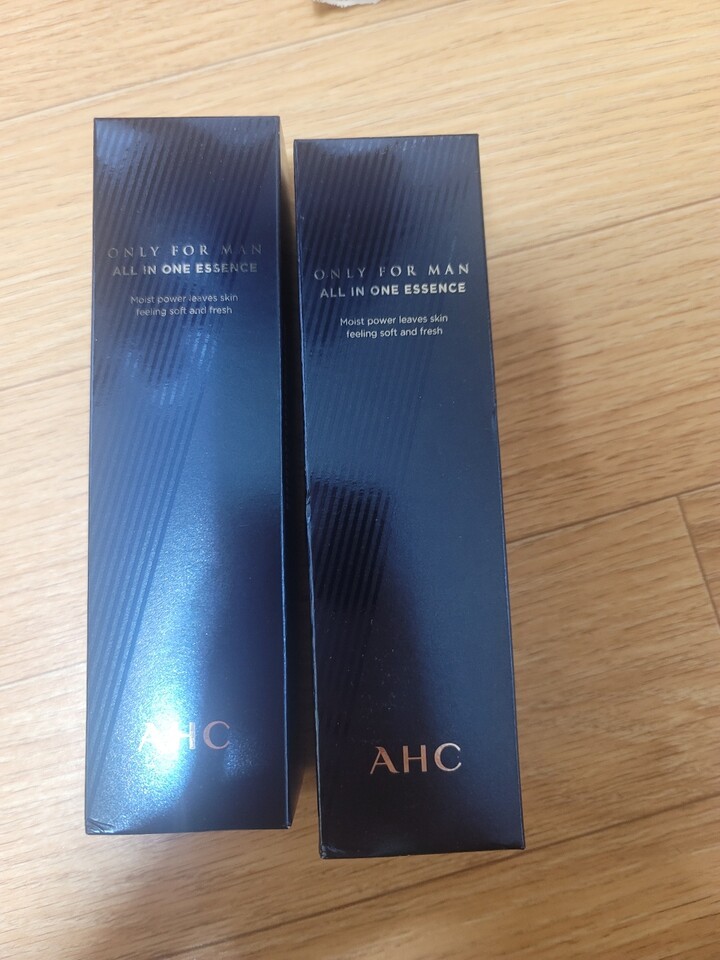 ONLY FOR MAN
ALL IN ONE ESSENCE
Moist power leaves skin
feeling soft and fresh
AHC
ONLY FOR MAN
ALL IN ONE ESSENCE
Moist power leaves skin
feeling soft and fresh
AHC